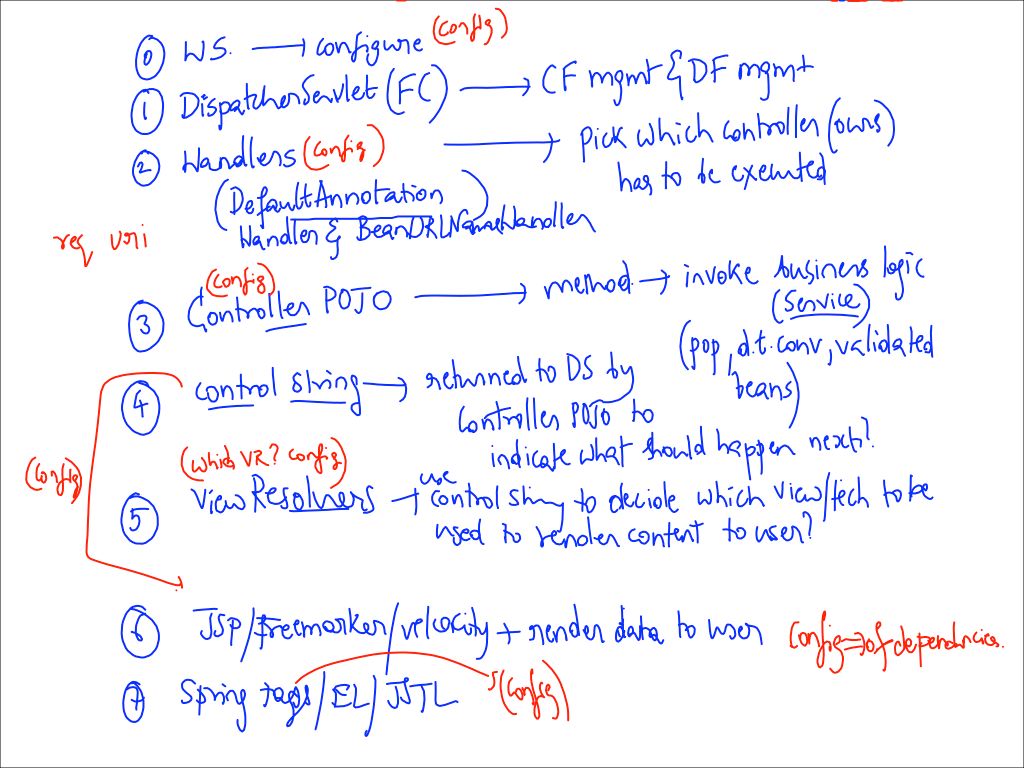 (config)
0 WS. → configure
1 DispatcherServlet (FC) → CF mgmt & DF mgmt
2 Handlers (config) → pick which controller (ours)
has to be executed
(DefaultAnnotation
Handler & BeanURLNameHandler)
req uri
(config)
3 Controller POJO → method → invoke business logic
(Service)
(pop, d.t. conv, validated
beans)
4 control string → returned to DS by
Controller POJO to
indicate what should happen next?
(config)
(which VR? config)
5 View Resolvers → use
control string to decide which view/tech to be
used to render content to user?
6 JSP/freemarker/velocity → render data to user
config → of dependencies.
7 Spring tags/EL/JSTL
(config)